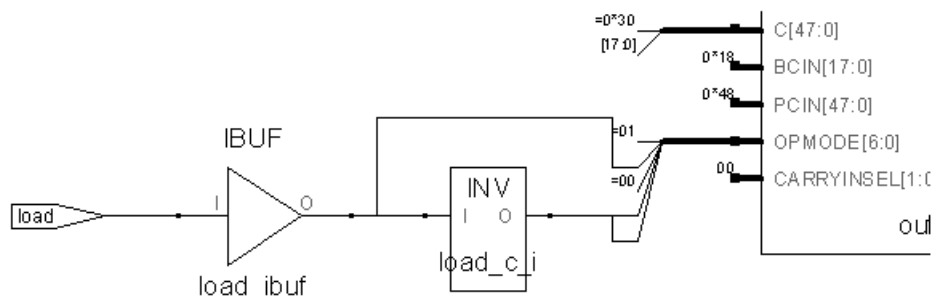 =0*30
C[47:0]
[17:0]
0*18
BCIN[17:0]
0*48
PCIN[47:0]
IBUF
=01
OPMODE[6:0]
=00
INV
00
CARRYINSEL[1:0
load
I
O
I
O
out
load_ibuf
load_c_i